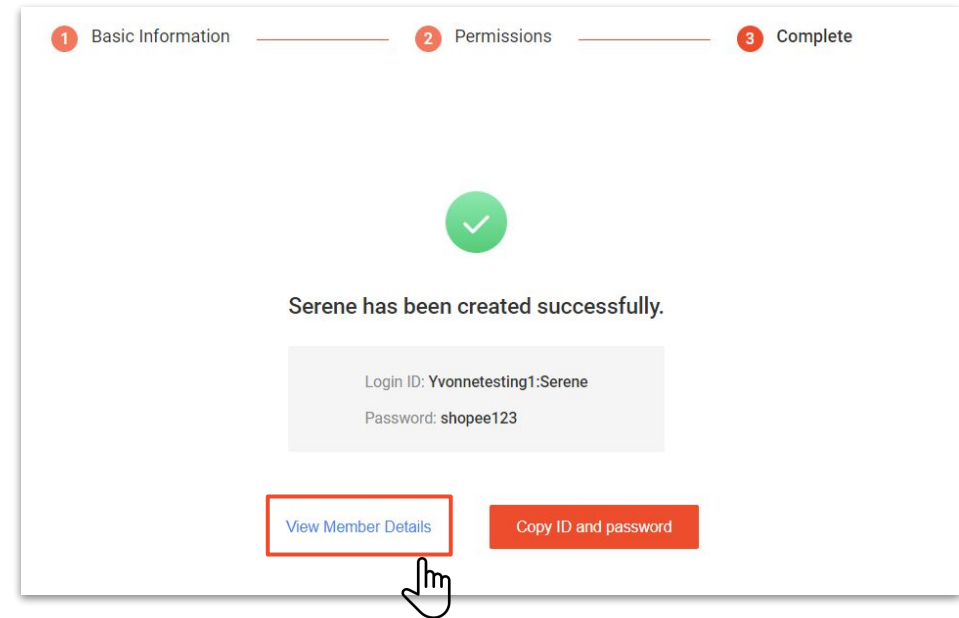 1 Basic Information 2 Permissions 3 Complete
Serene has been created successfully.
Login ID: Yvonnetesting1:Serene
Password: shopee123
View Member Details Copy ID and password